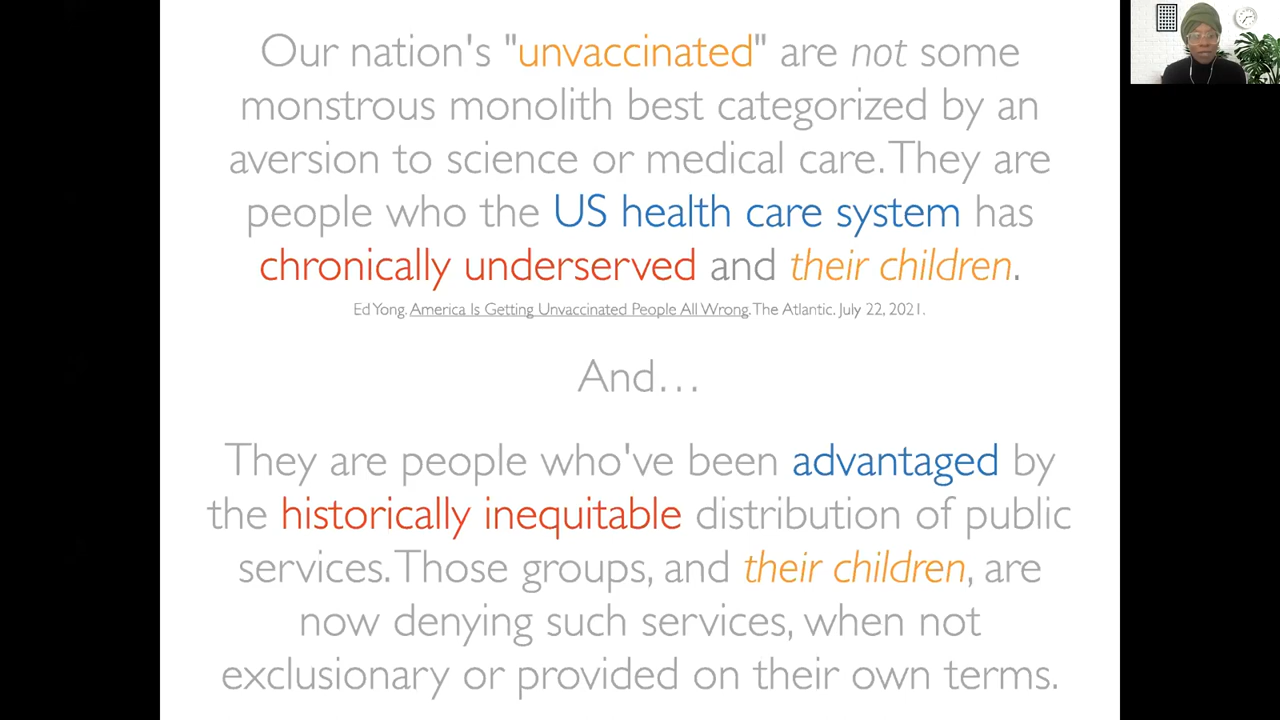 Our nation's "unvaccinated" are not some
monstrous monolith best categorized by an
aversion to science or medical care. They are
people who the US health care system has
chronically underserved and their children.
Ed Yong. America Is Getting Unvaccinated People All Wrong. The Atlantic. July 22, 2021.
And…
They are people who've been advantaged by
the historically inequitable distribution of public
services. Those groups, and their children, are
now denying such services, when not
exclusionary or provided on their own terms.